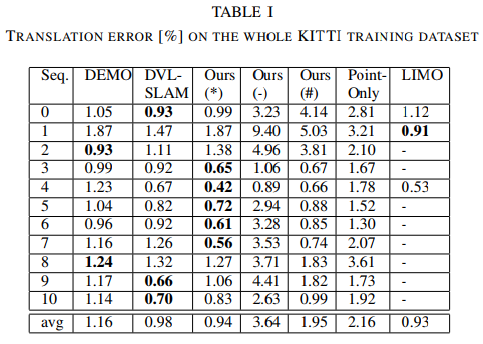 TABLE I
TRANSLATION ERROR [%] ON THE WHOLE KITTI TRAINING DATASET
Seq. DEMO DVL-SLAM Ours (*) Ours (-) Ours (#) Point-Only LIMO
0 1.05 0.93 0.99 3.23 4.14 2.81 1.12
1 1.87 1.47 1.87 9.40 5.03 3.21 0.91
2 0.93 1.11 1.38 4.96 3.81 2.10 -
3 0.99 0.92 0.65 1.06 0.67 1.67 -
4 1.23 0.67 0.42 0.89 0.66 1.78 0.53
5 1.04 0.82 0.72 2.94 0.88 1.52 -
6 0.96 0.92 0.61 3.28 0.85 1.30 -
7 1.16 1.26 0.56 3.53 0.74 2.07 -
8 1.24 1.32 1.27 3.71 1.83 3.61 -
9 1.17 0.66 1.06 4.41 1.82 1.73 -
10 1.14 0.70 0.83 2.63 0.99 1.92 -
avg 1.16 0.98 0.94 3.64 1.95 2.16 0.93